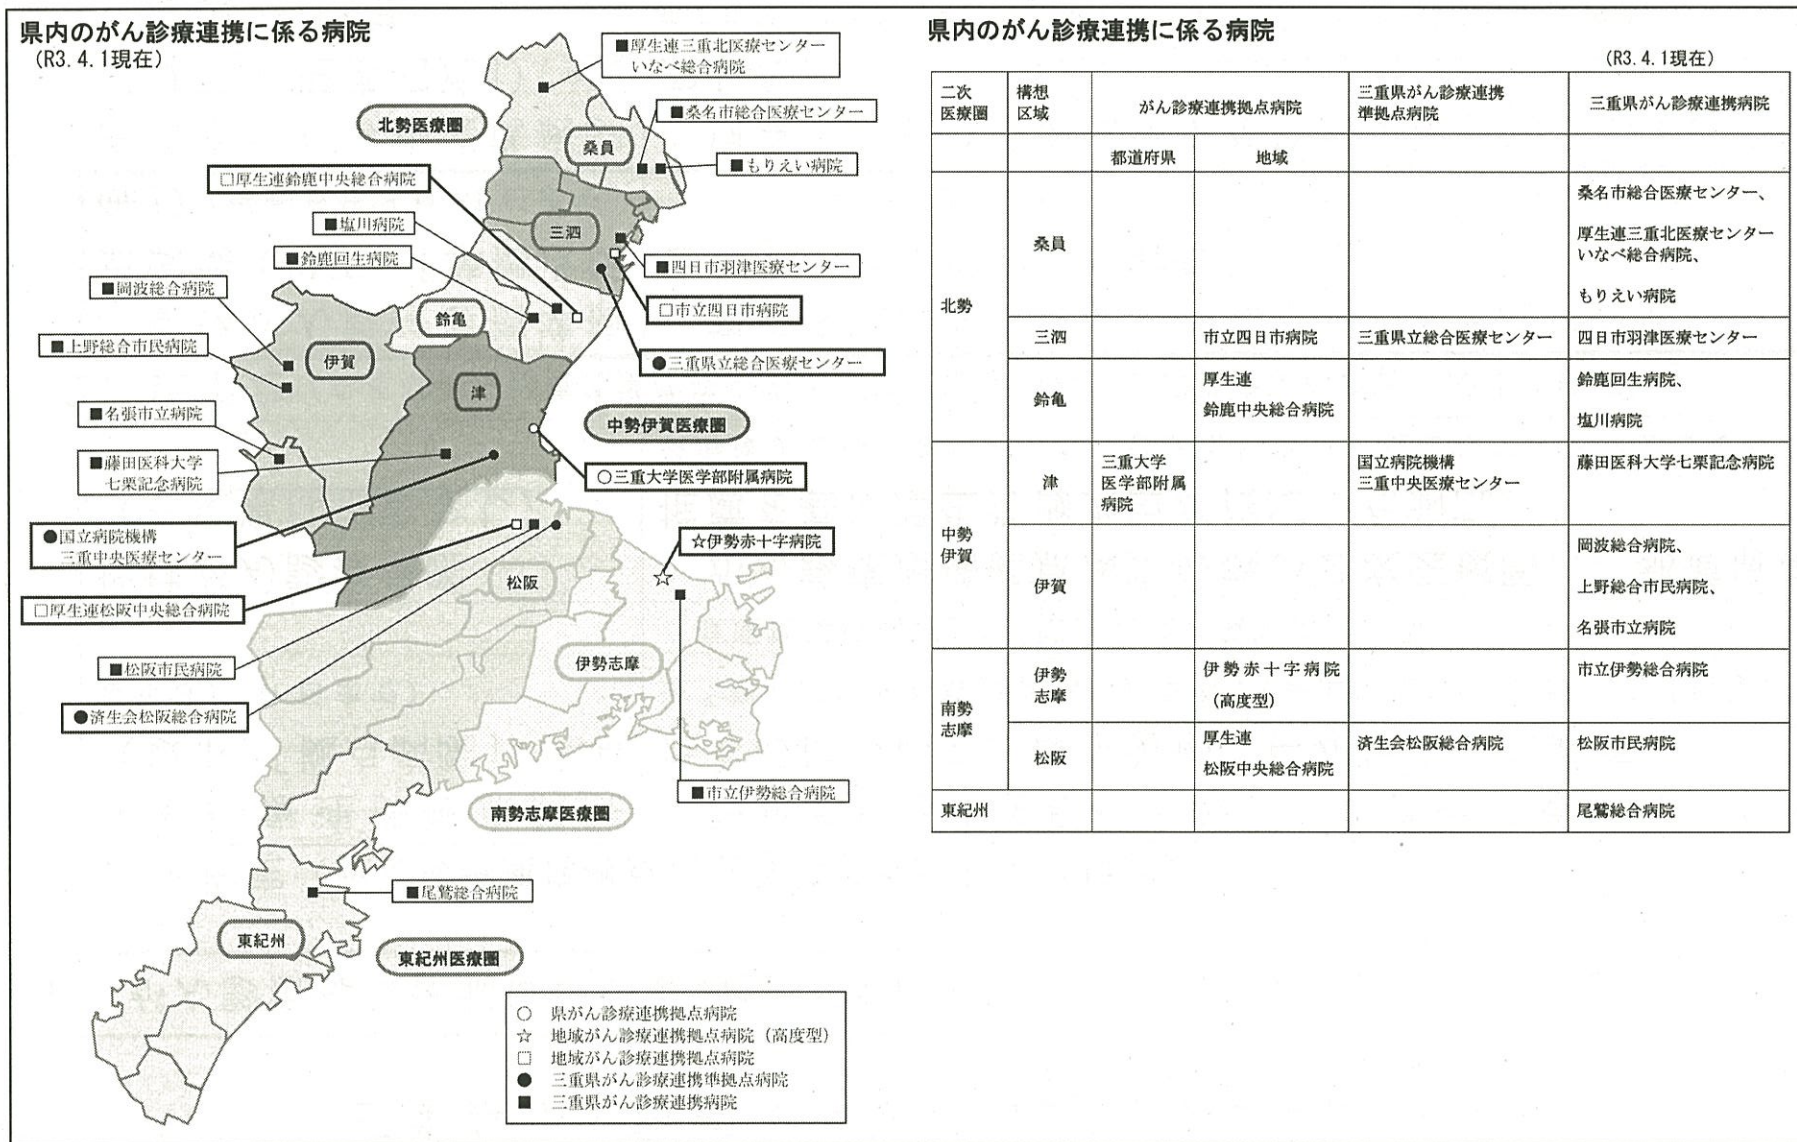 県内のがん診療連携に係る病院
(R3.4.1現在)
■厚生連三重北医療センター
いなべ総合病院
北勢医療圏
■桑名市総合医療センター
桑員
■もりえい病院
□厚生連鈴鹿中央総合病院
■塩川病院
三泗
■鈴鹿回生病院
■四日市羽津医療センター
■岡波総合病院
□市立四日市病院
鈴亀
■上野総合市民病院
伊賀
●三重県立総合医療センター
津
■名張市立病院
中勢伊賀医療圏
■藤田医科大学
七栗記念病院
○三重大学医学部附属病院
●国立病院機構
三重中央医療センター
☆伊勢赤十字病院
松阪
□厚生連松阪中央総合病院
■松阪市民病院
伊勢志摩
●済生会松阪総合病院
■市立伊勢総合病院
南勢志摩医療圏
■尾鷲総合病院
東紀州
東紀州医療圏
○ 県がん診療連携拠点病院
☆ 地域がん診療連携拠点病院（高度型）
□ 地域がん診療連携拠点病院
● 三重県がん診療連携準拠点病院
■ 三重県がん診療連携病院
県内のがん診療連携に係る病院
(R3.4.1現在)
二次
医療圏
構想
区域
がん診療連携拠点病院
三重県がん診療連携
準拠点病院
三重県がん診療連携病院
都道府県
地域
北勢
桑員
桑名市総合医療センター、
厚生連三重北医療センター
いなべ総合病院、
もりえい病院
三泗
市立四日市病院
三重県立総合医療センター
四日市羽津医療センター
鈴亀
厚生連
鈴鹿中央総合病院
鈴鹿回生病院、
塩川病院
中勢
伊賀
津
三重大学
医学部附属
病院
国立病院機構
三重中央医療センター
藤田医科大学七栗記念病院
伊賀
岡波総合病院、
上野総合市民病院、
名張市立病院
南勢
志摩
伊勢
志摩
伊勢赤十字病院
（高度型）
市立伊勢総合病院
松阪
厚生連
松阪中央総合病院
済生会松阪総合病院
松阪市民病院
東紀州
尾鷲総合病院